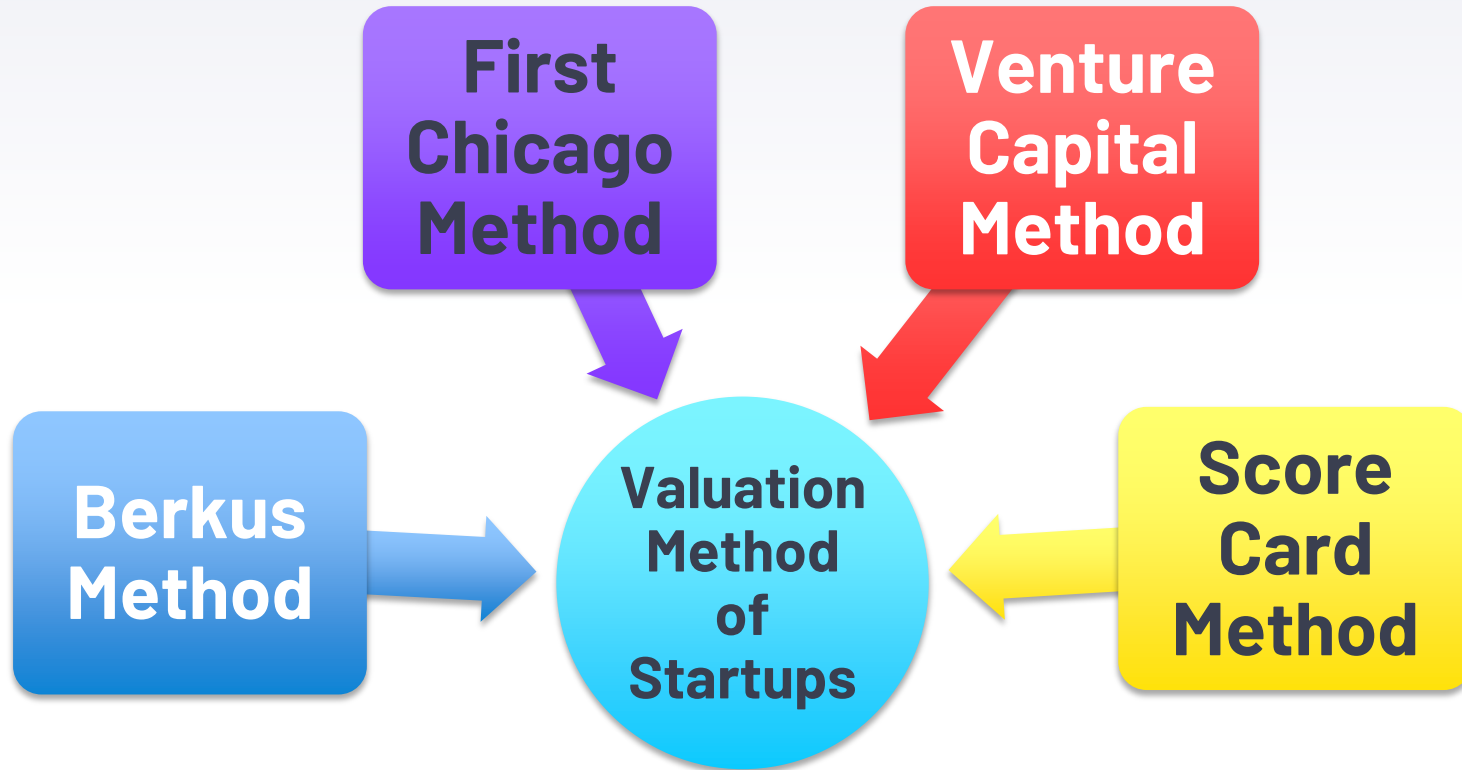 First
Chicago
Method
Venture
Capital
Method
Berkus
Method
Valuation
Method
of
Startups
Score
Card
Method